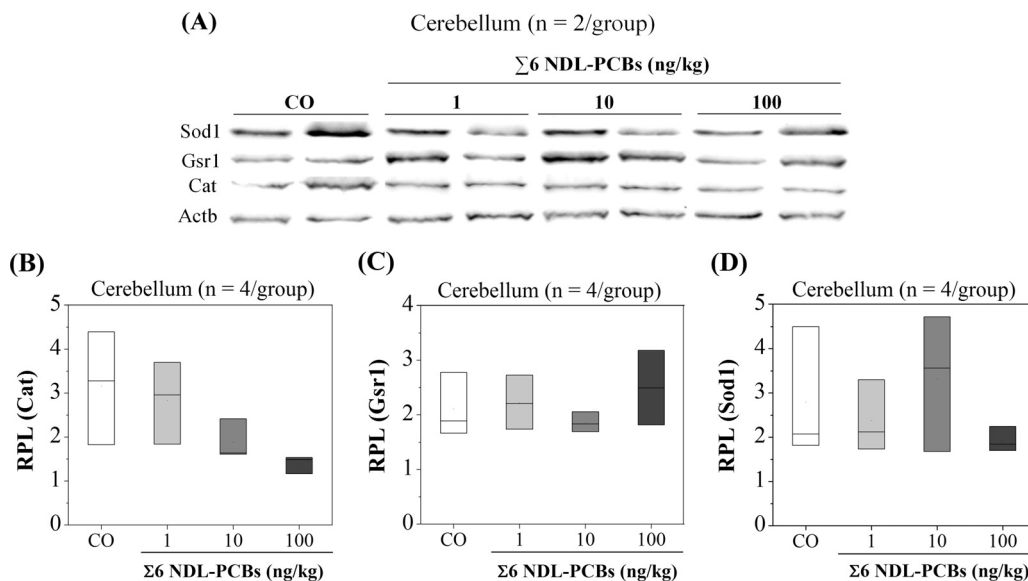 (A)
Cerebellum (n = 2/group)
∑6 NDL-PCBs (ng/kg)
CO 1 10 100
Sod1
Gsr1
Cat
Actb
(B)
Cerebellum (n = 4/group)
5
4
3
2
1
0
RPL (Cat)
CO 1 10 100
Σ6 NDL-PCBs (ng/kg)
(C)
Cerebellum (n = 4/group)
4
3
2
1
0
RPL (Gsr1)
CO 1 10 100
Σ6 NDL-PCBs (ng/kg)
(D)
Cerebellum (n = 4/group)
5
4
3
2
1
0
RPL (Sod1)
CO 1 10 100
Σ6 NDL-PCBs (ng/kg)